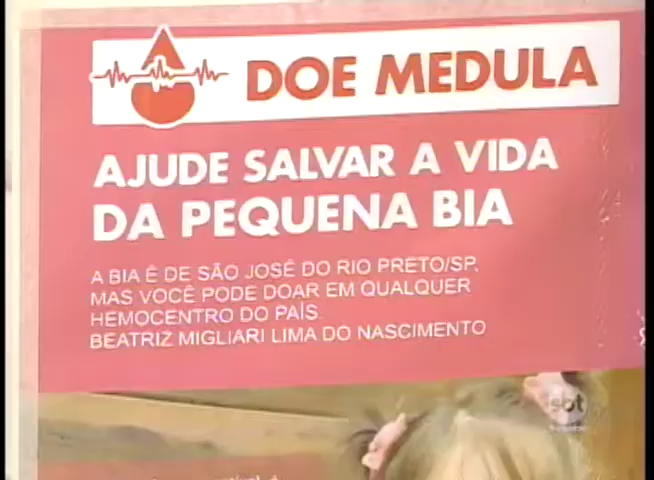 DOE MEDULA
AJUDE SALVAR A VIDA
DA PEQUENA BIA
A BIA É DE SÃO JOSÉ DO RIO PRETO/SP,
MAS VOCÊ PODE DOAR EM QUALQUER
HEMOCENTRO DO PAÍS.
BEATRIZ MIGLIARI LIMA DO NASCIMENTO
sbt